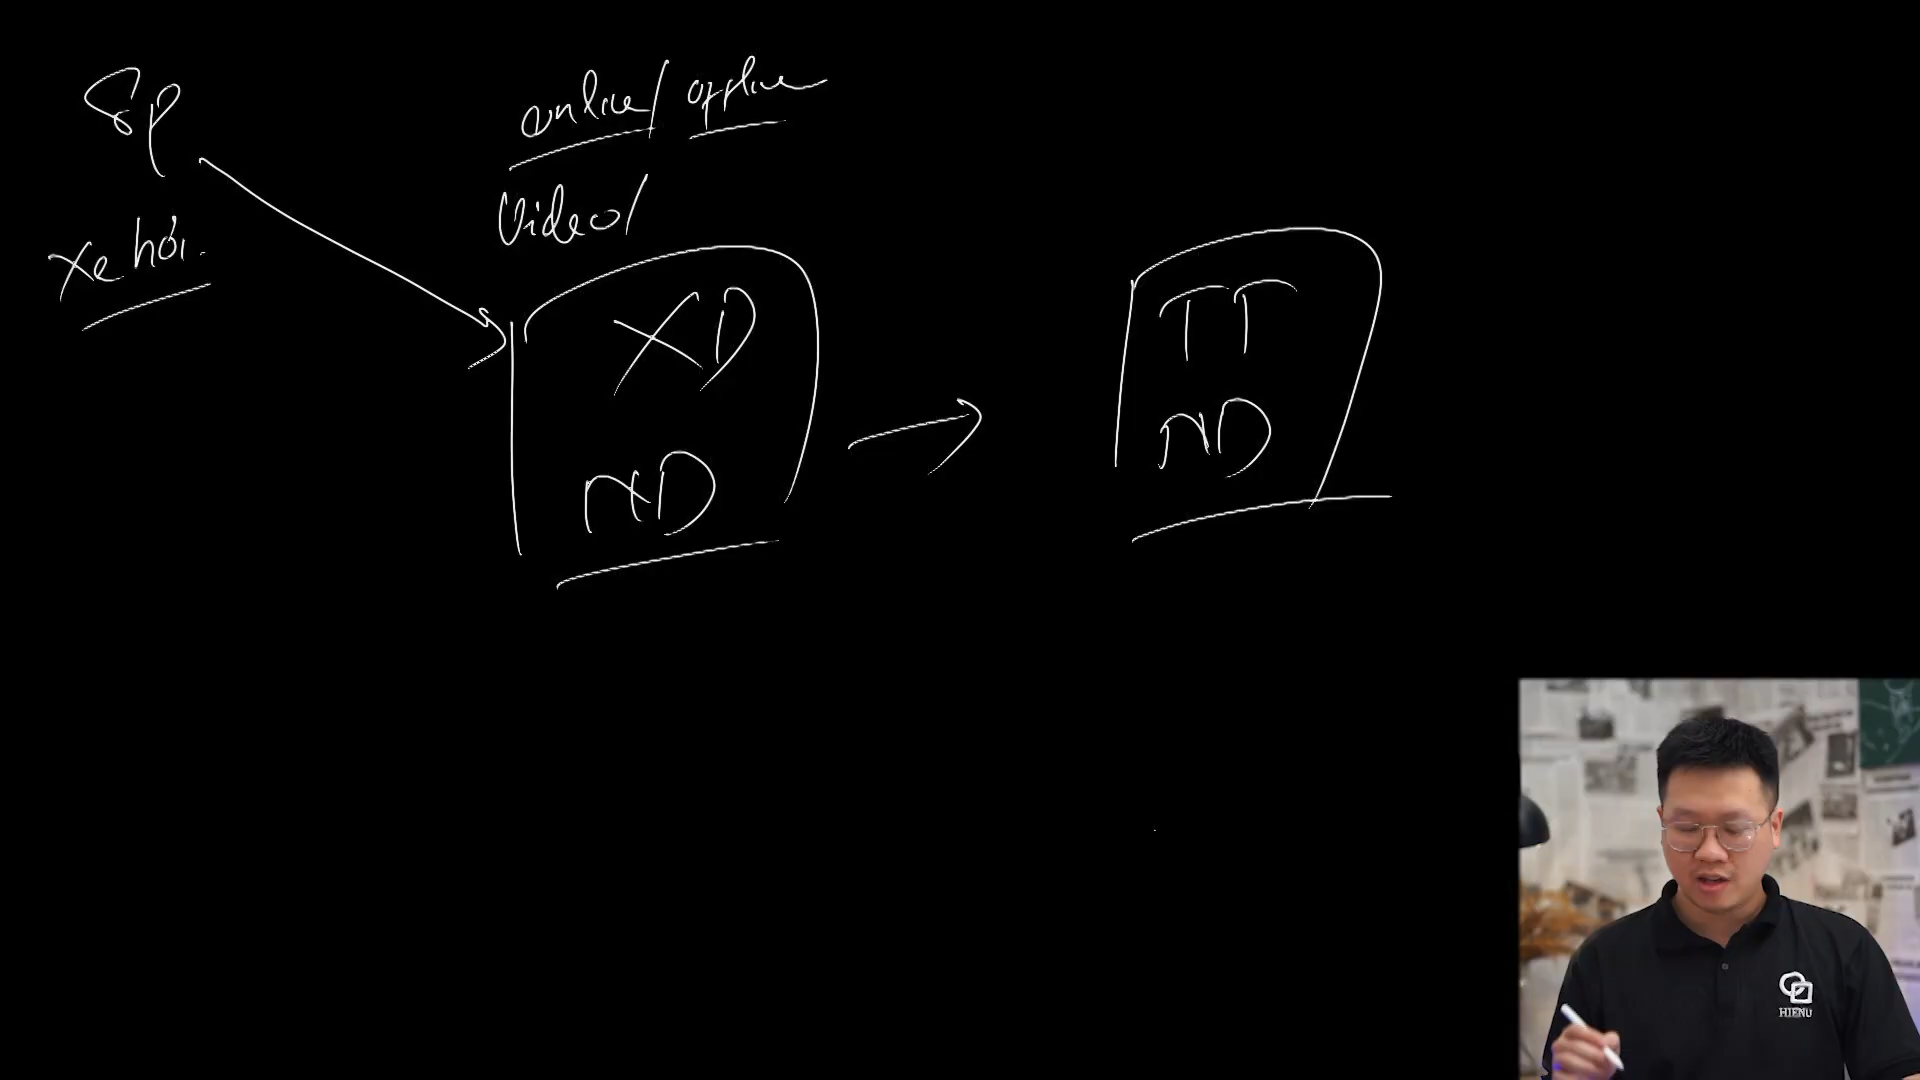 Sp
Xe hơi.
online/ offline
Video/
XD
ND
TT
ND
HIENU